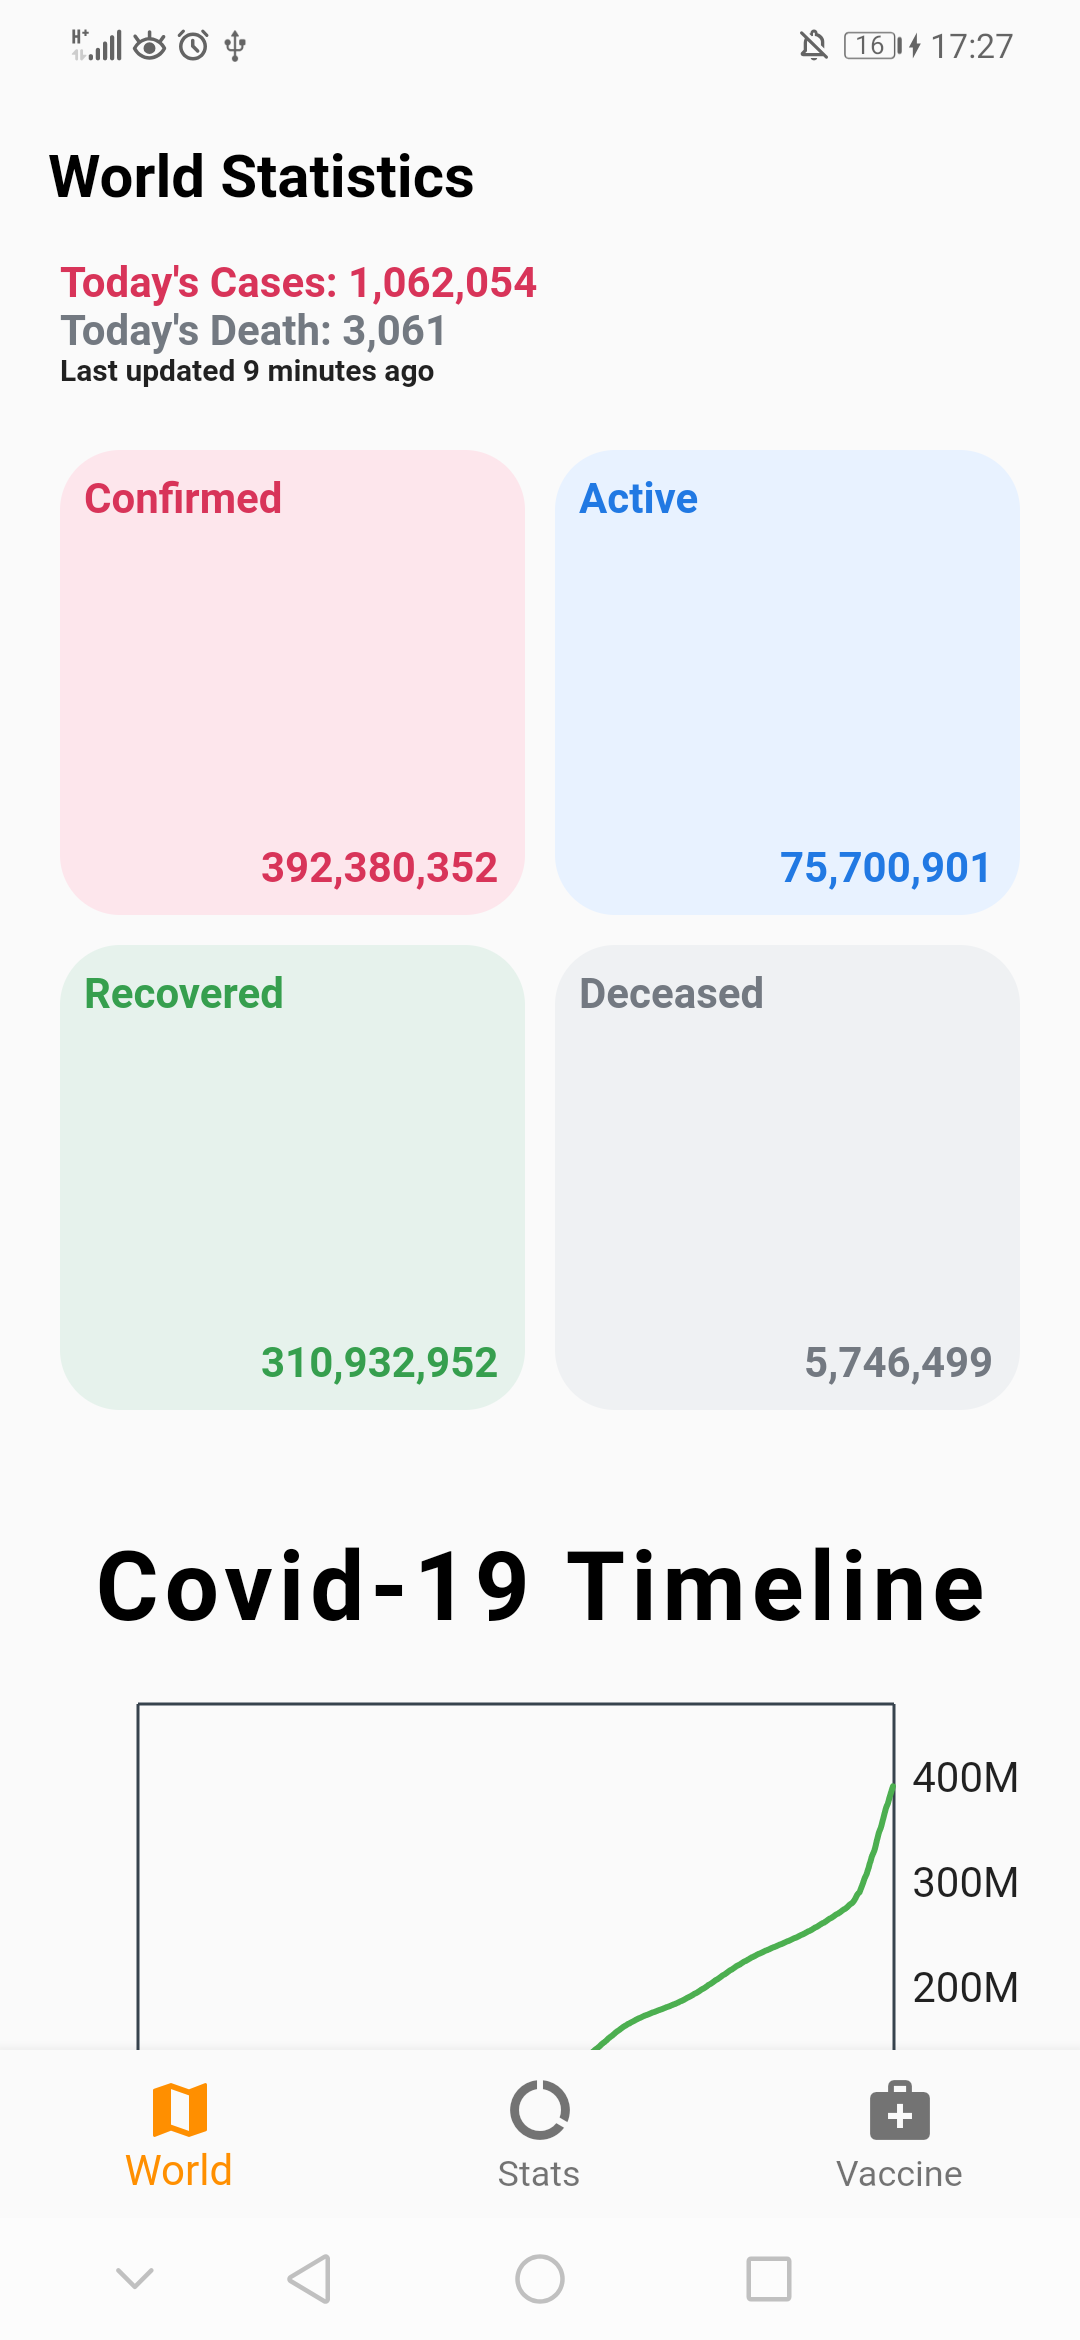 H+ 16 17:27
World Statistics
Today's Cases: 1,062,054
Today's Death: 3,061
Last updated 9 minutes ago
Confirmed
392,380,352
Active
75,700,901
Recovered
310,932,952
Deceased
5,746,499
Covid-19 Timeline
400M
300M
200M
World
Stats
Vaccine